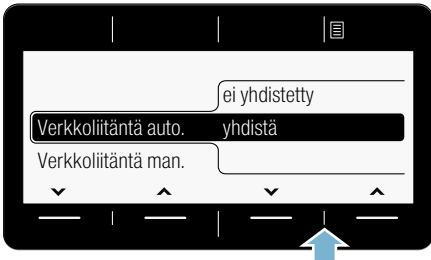 ei yhdistetty
Verkkoliitäntä auto. yhdistä
Verkkoliitäntä man.